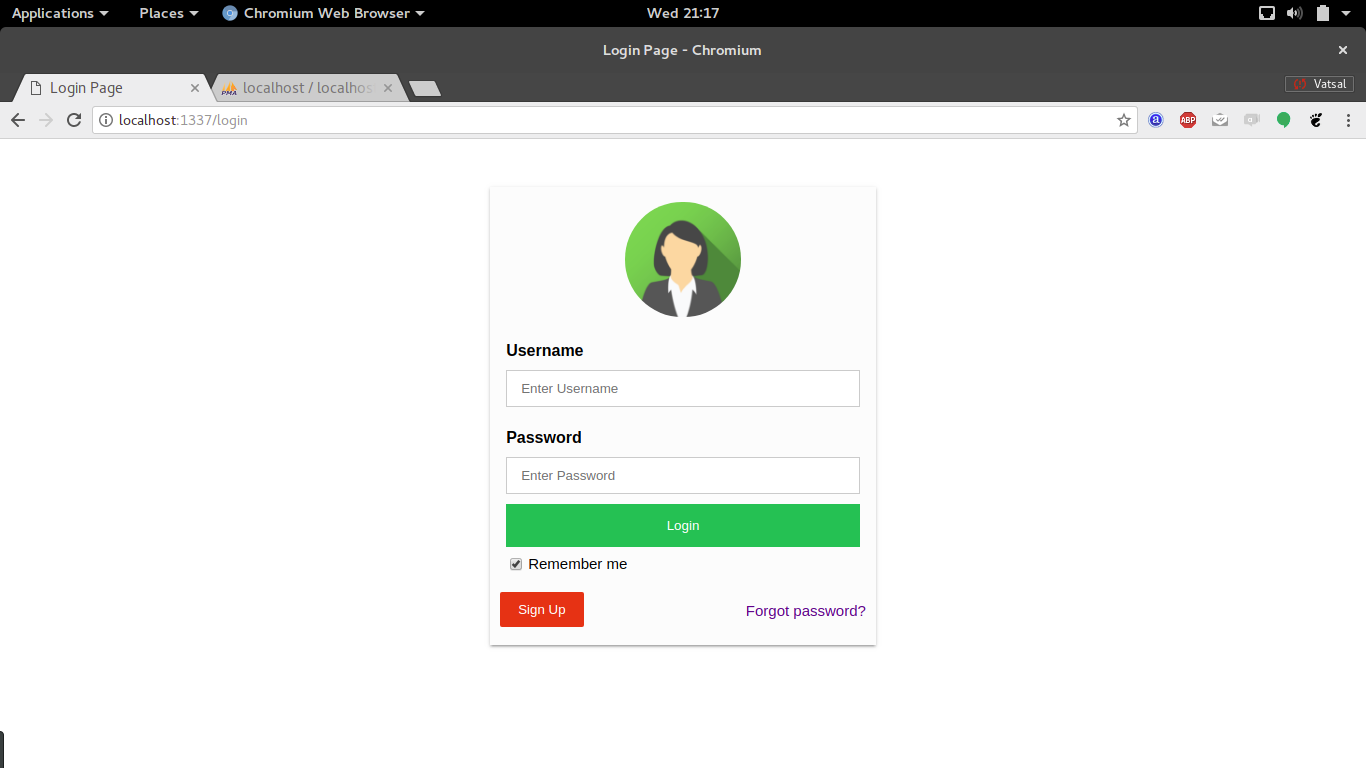 Applications Places Chromium Web Browser Wed 21:17
Login Page - Chromium
Login Page localhost / localhos Vatsal
localhost:1337/login a ABP
PMA
Username
Enter Username
Password
Enter Password
Login
Remember me
Sign Up Forgot password?